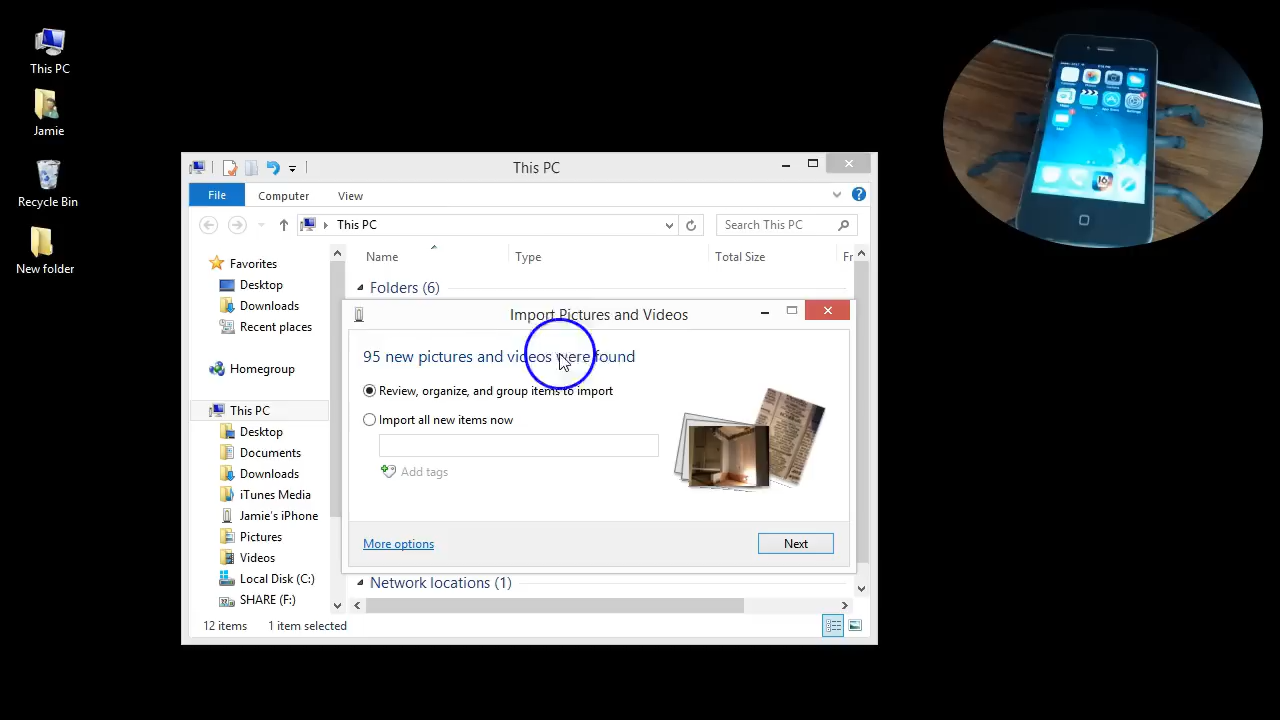 This PC
Jamie
Recycle Bin
New folder
This PC
File
Computer
View
This PC
Search This PC
Favorites
Desktop
Downloads
Recent places
Homegroup
This PC
Desktop
Documents
Downloads
iTunes Media
Jamie's iPhone
Pictures
Videos
Local Disk (C:)
SHARE (F:)
Name
Type
Total Size
Fr
Folders (6)
Import Pictures and Videos
95 new pictures and videos were found
Review, organize, and group items to import
Import all new items now
Add tags
More options
Next
Network locations (1)
12 items
1 item selected